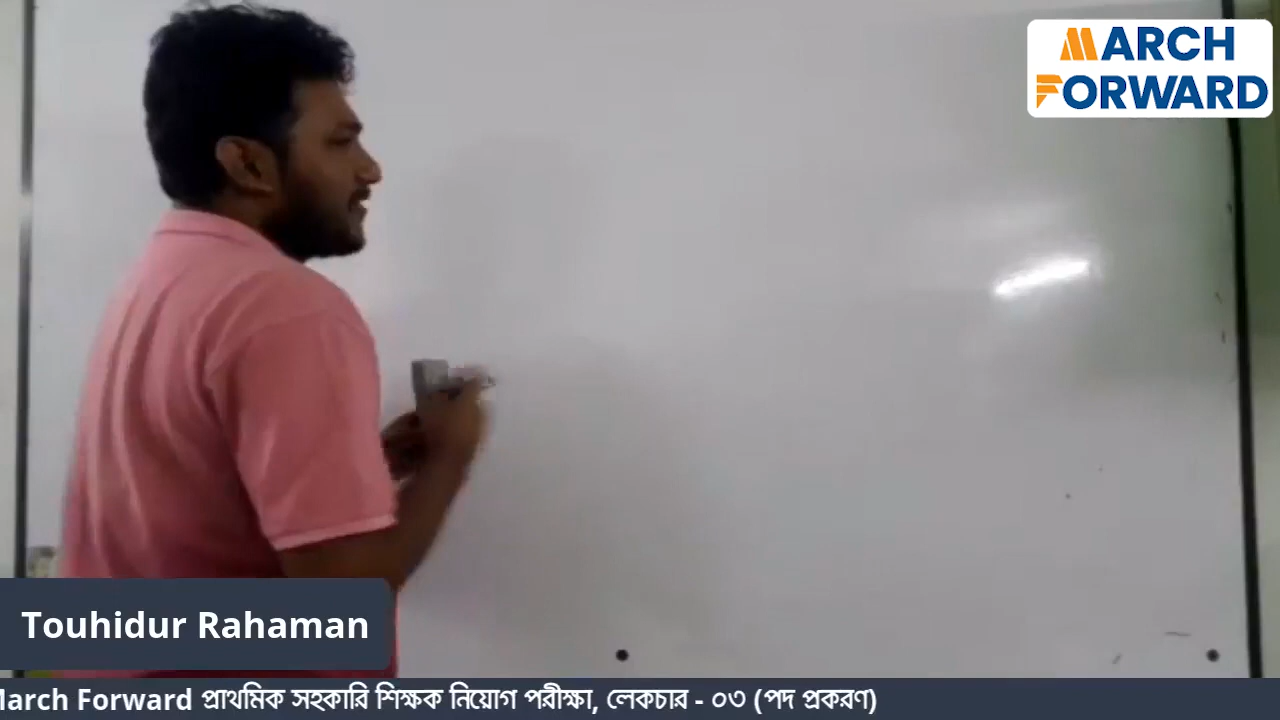 MARCH
FORWARD
Touhidur Rahaman
March Forward প্রাথমিক সহকারি শিক্ষক নিয়োগ পরীক্ষা, লেকচার - ০৩ (পদ প্রকরণ)